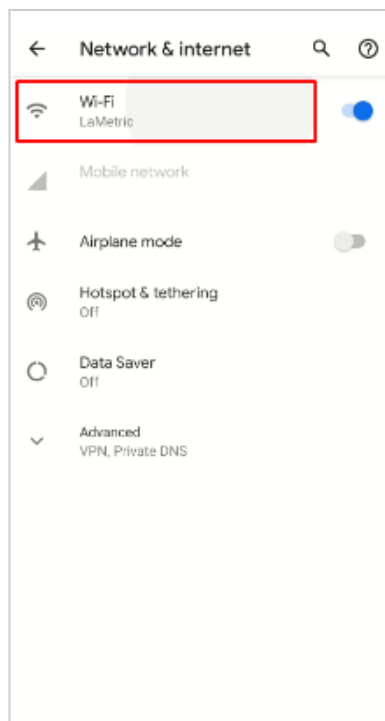 Network & internet
Wi-Fi
LaMetric
Mobile network
Airplane mode
Hotspot & tethering
Off
Data Saver
Off
Advanced
VPN, Private DNS